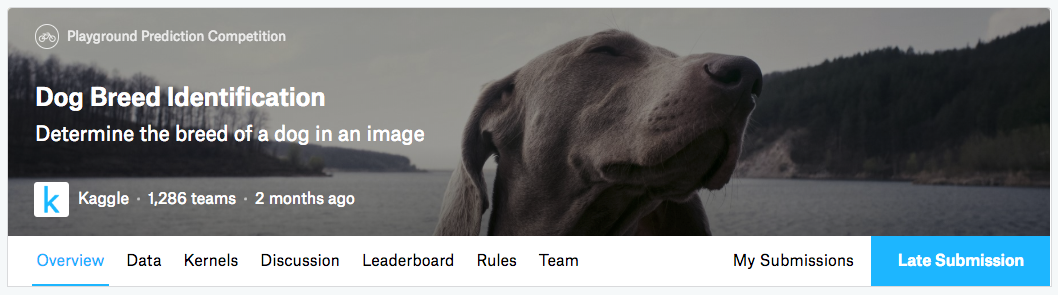 Playground Prediction Competition
Dog Breed Identification
Determine the breed of a dog in an image
k Kaggle · 1,286 teams · 2 months ago
Overview Data Kernels Discussion Leaderboard Rules Team My Submissions Late Submission